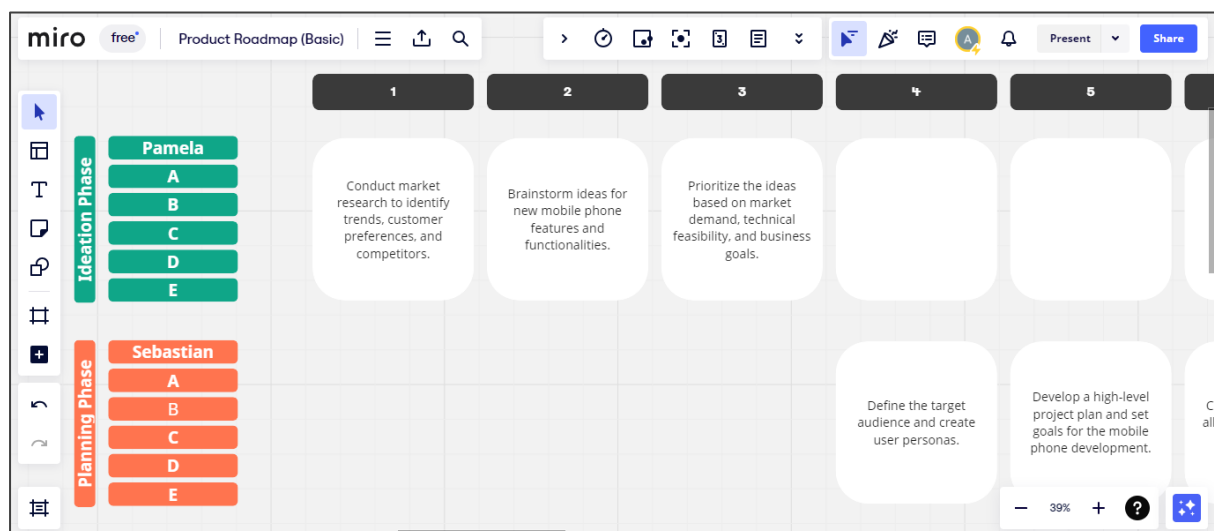 miro free Product Roadmap (Basic) 3 A Present Share
1 2 3 4 5
Ideation Phase
Pamela
A
B
C
D
E
Conduct market
research to identify
trends, customer
preferences, and
competitors.
Brainstorm ideas for
new mobile phone
features and
functionalities.
Prioritize the ideas
based on market
demand, technical
feasibility, and business
goals.
Planning Phase
Sebastian
A
B
C
D
E
Define the target
audience and create
user personas.
Develop a high-level
project plan and set
goals for the mobile
phone development.
C
all
39%